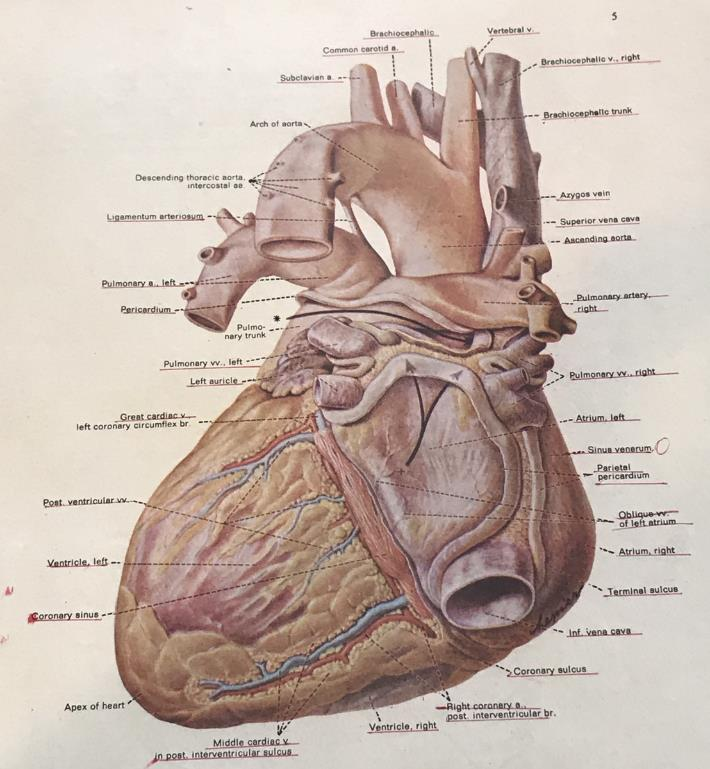 5
Brachiocephalic
Vertebral v.
Common carotid a.
Brachiocephalic v., right
Subclavian a.
Brachiocephalic trunk
Arch of aorta
Descending thoracic aorta,
intercostal aa.
Azygos vein
Ligamentum arteriosum
Superior vena cava
Ascending aorta
Pulmonary a., left
Pulmonary artery,
right
Pericardium
*
Pulmo-
nary trunk
Pulmonary vv., left
Pulmonary vv., right
Left auricle
Great cardiac v.,
left coronary circumflex br.
Atrium, left
Sinus venarum
Parietal
pericardium
Post. ventricular vv.
Oblique vv.
of left atrium
Ventricle, left
Atrium, right
Terminal sulcus
Coronary sinus
Inf. vena cava
Coronary sulcus
Apex of heart
Right coronary a.,
post. interventricular br.
Ventricle, right
Middle cardiac v.
in post. interventricular sulcus